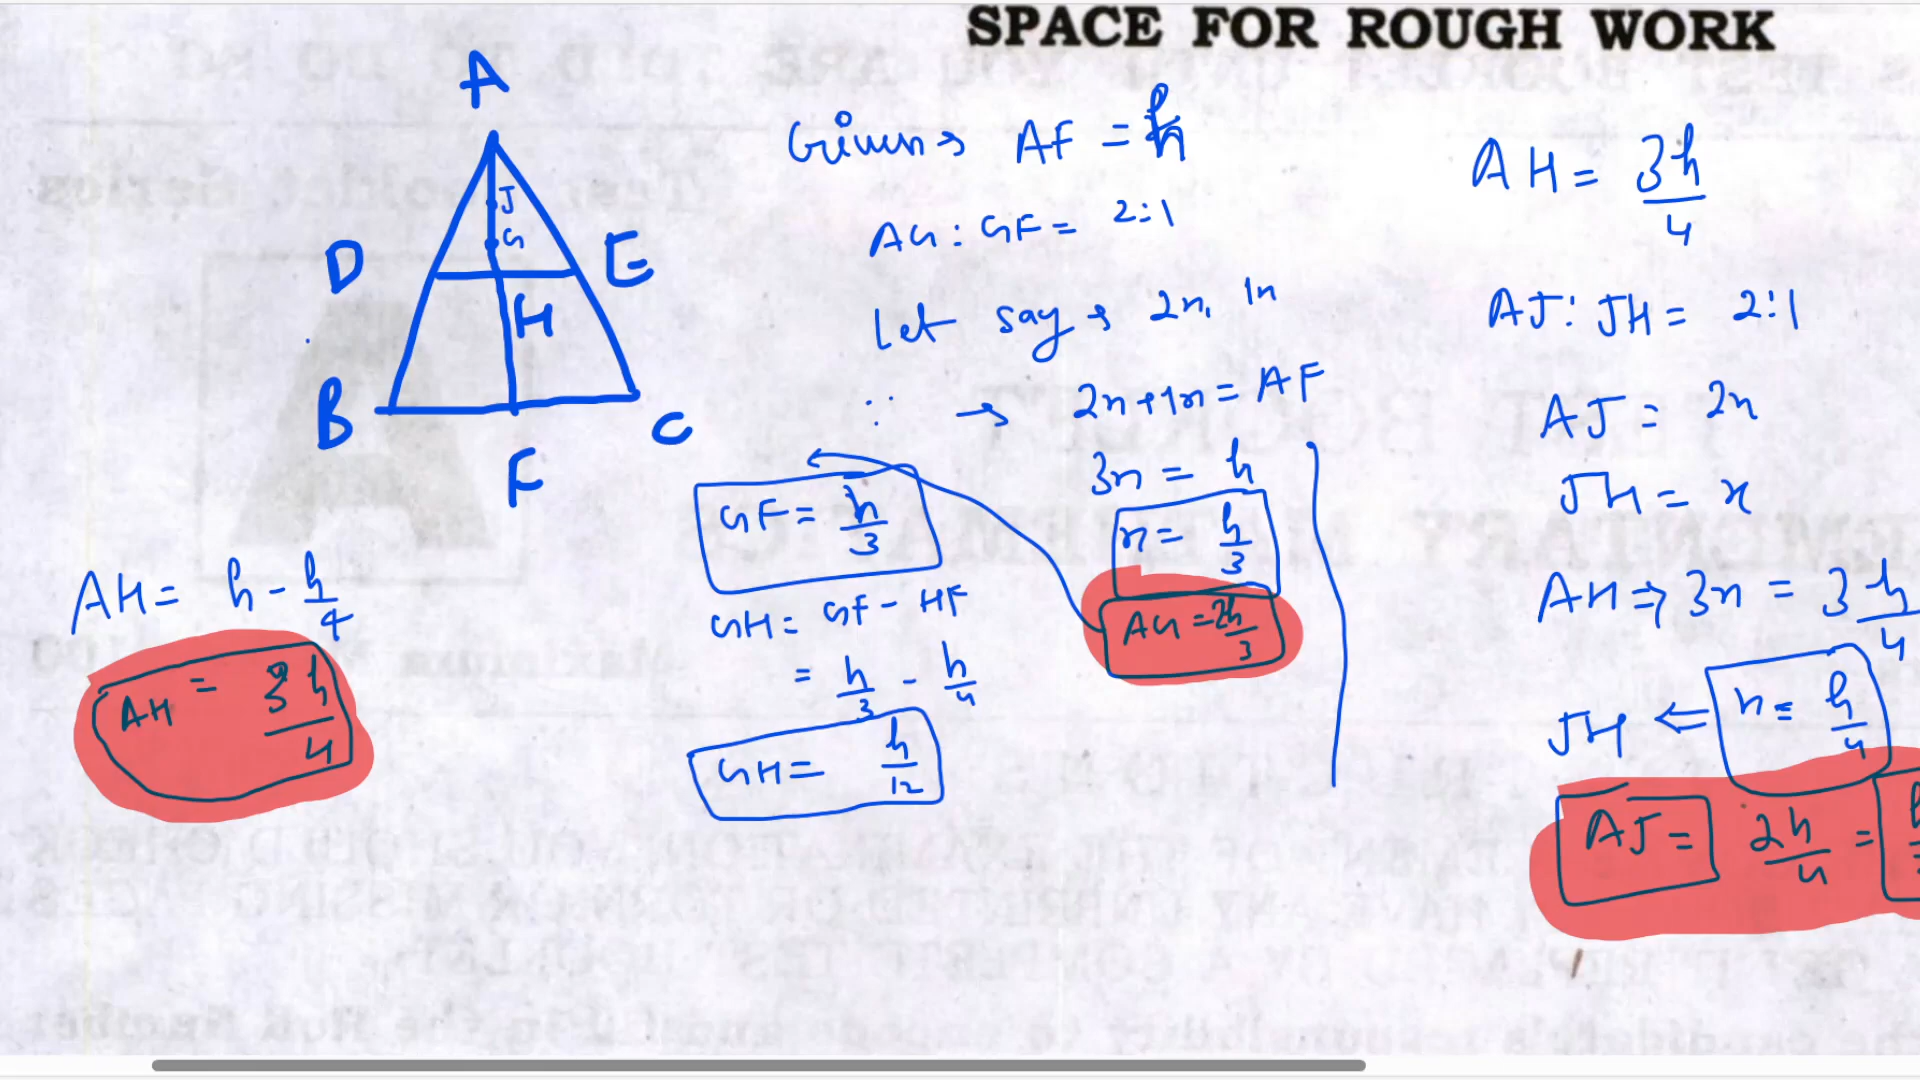 SPACE FOR ROUGH WORK
A
J
G
D
E
H
B
C
F
AH = h - h/4
AH = 3h/4
Given → AF = h
AG : GF = 2:1
Let say → 2x, 1x
∴ → 2x + 1x = AF
3x = h
x = h/3
AG = 2h/3
GF = h/3
GH = GF - HF
= h/3 - h/4
GH = h/12
AH = 3h/4
AJ : JH = 2:1
AJ = 2x
JH = x
AH ⇒ 3x = 3h/4
JH ⇐ x = h/4
AJ = 2h/4 =